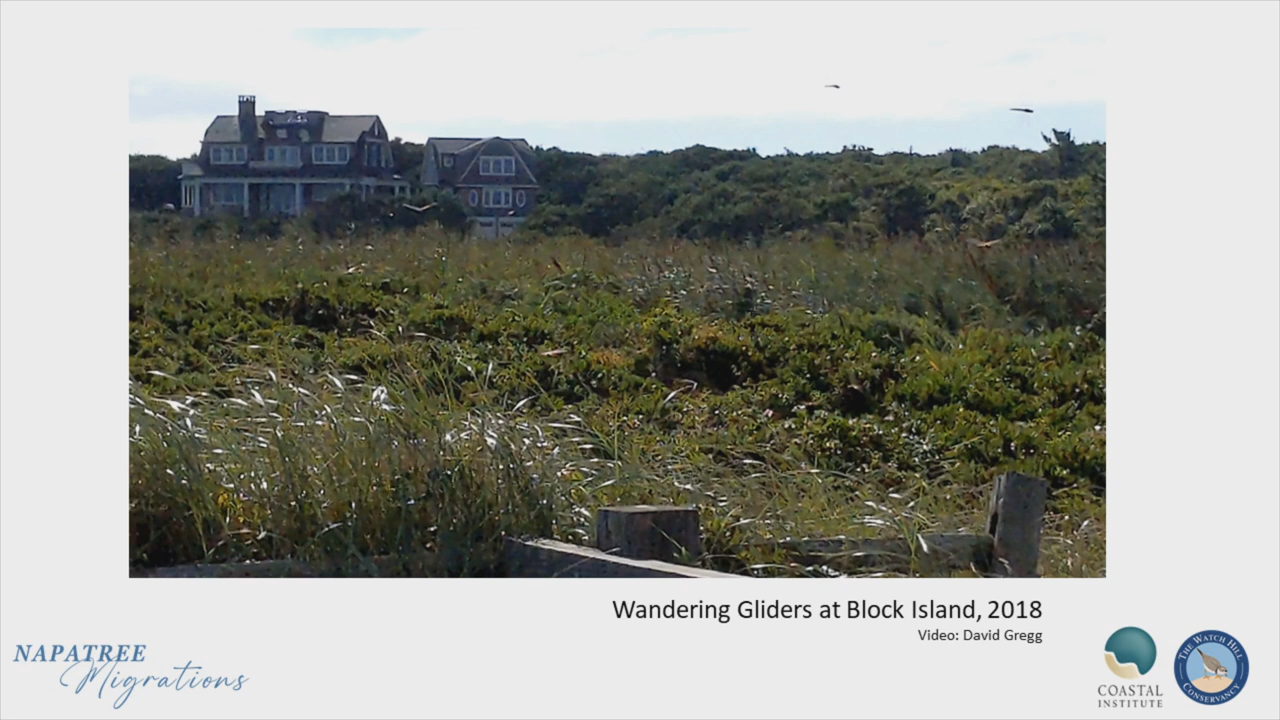 Wandering Gliders at Block Island, 2018
Video: David Gregg
NAPATREE
Migrations
COASTAL
INSTITUTE
THE WATCH HILL
CONSERVANCY